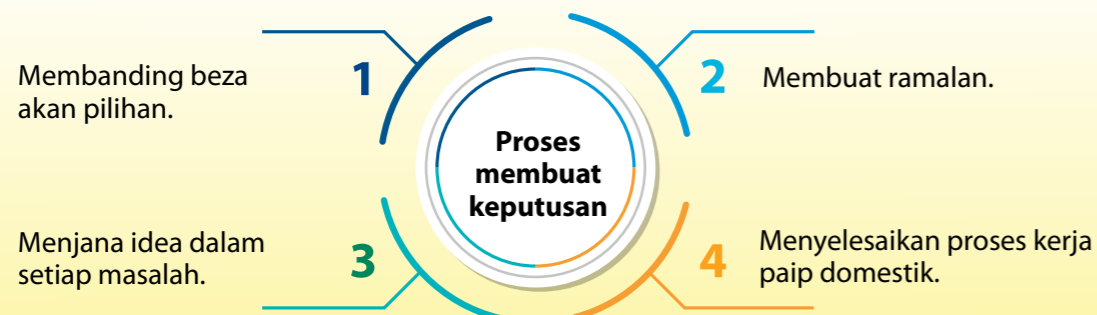 Membanding beza
akan pilihan.
1
2
Membuat ramalan.
Proses
membuat
keputusan
Menjana idea dalam
setiap masalah.
3
4
Menyelesaikan proses kerja
paip domestik.